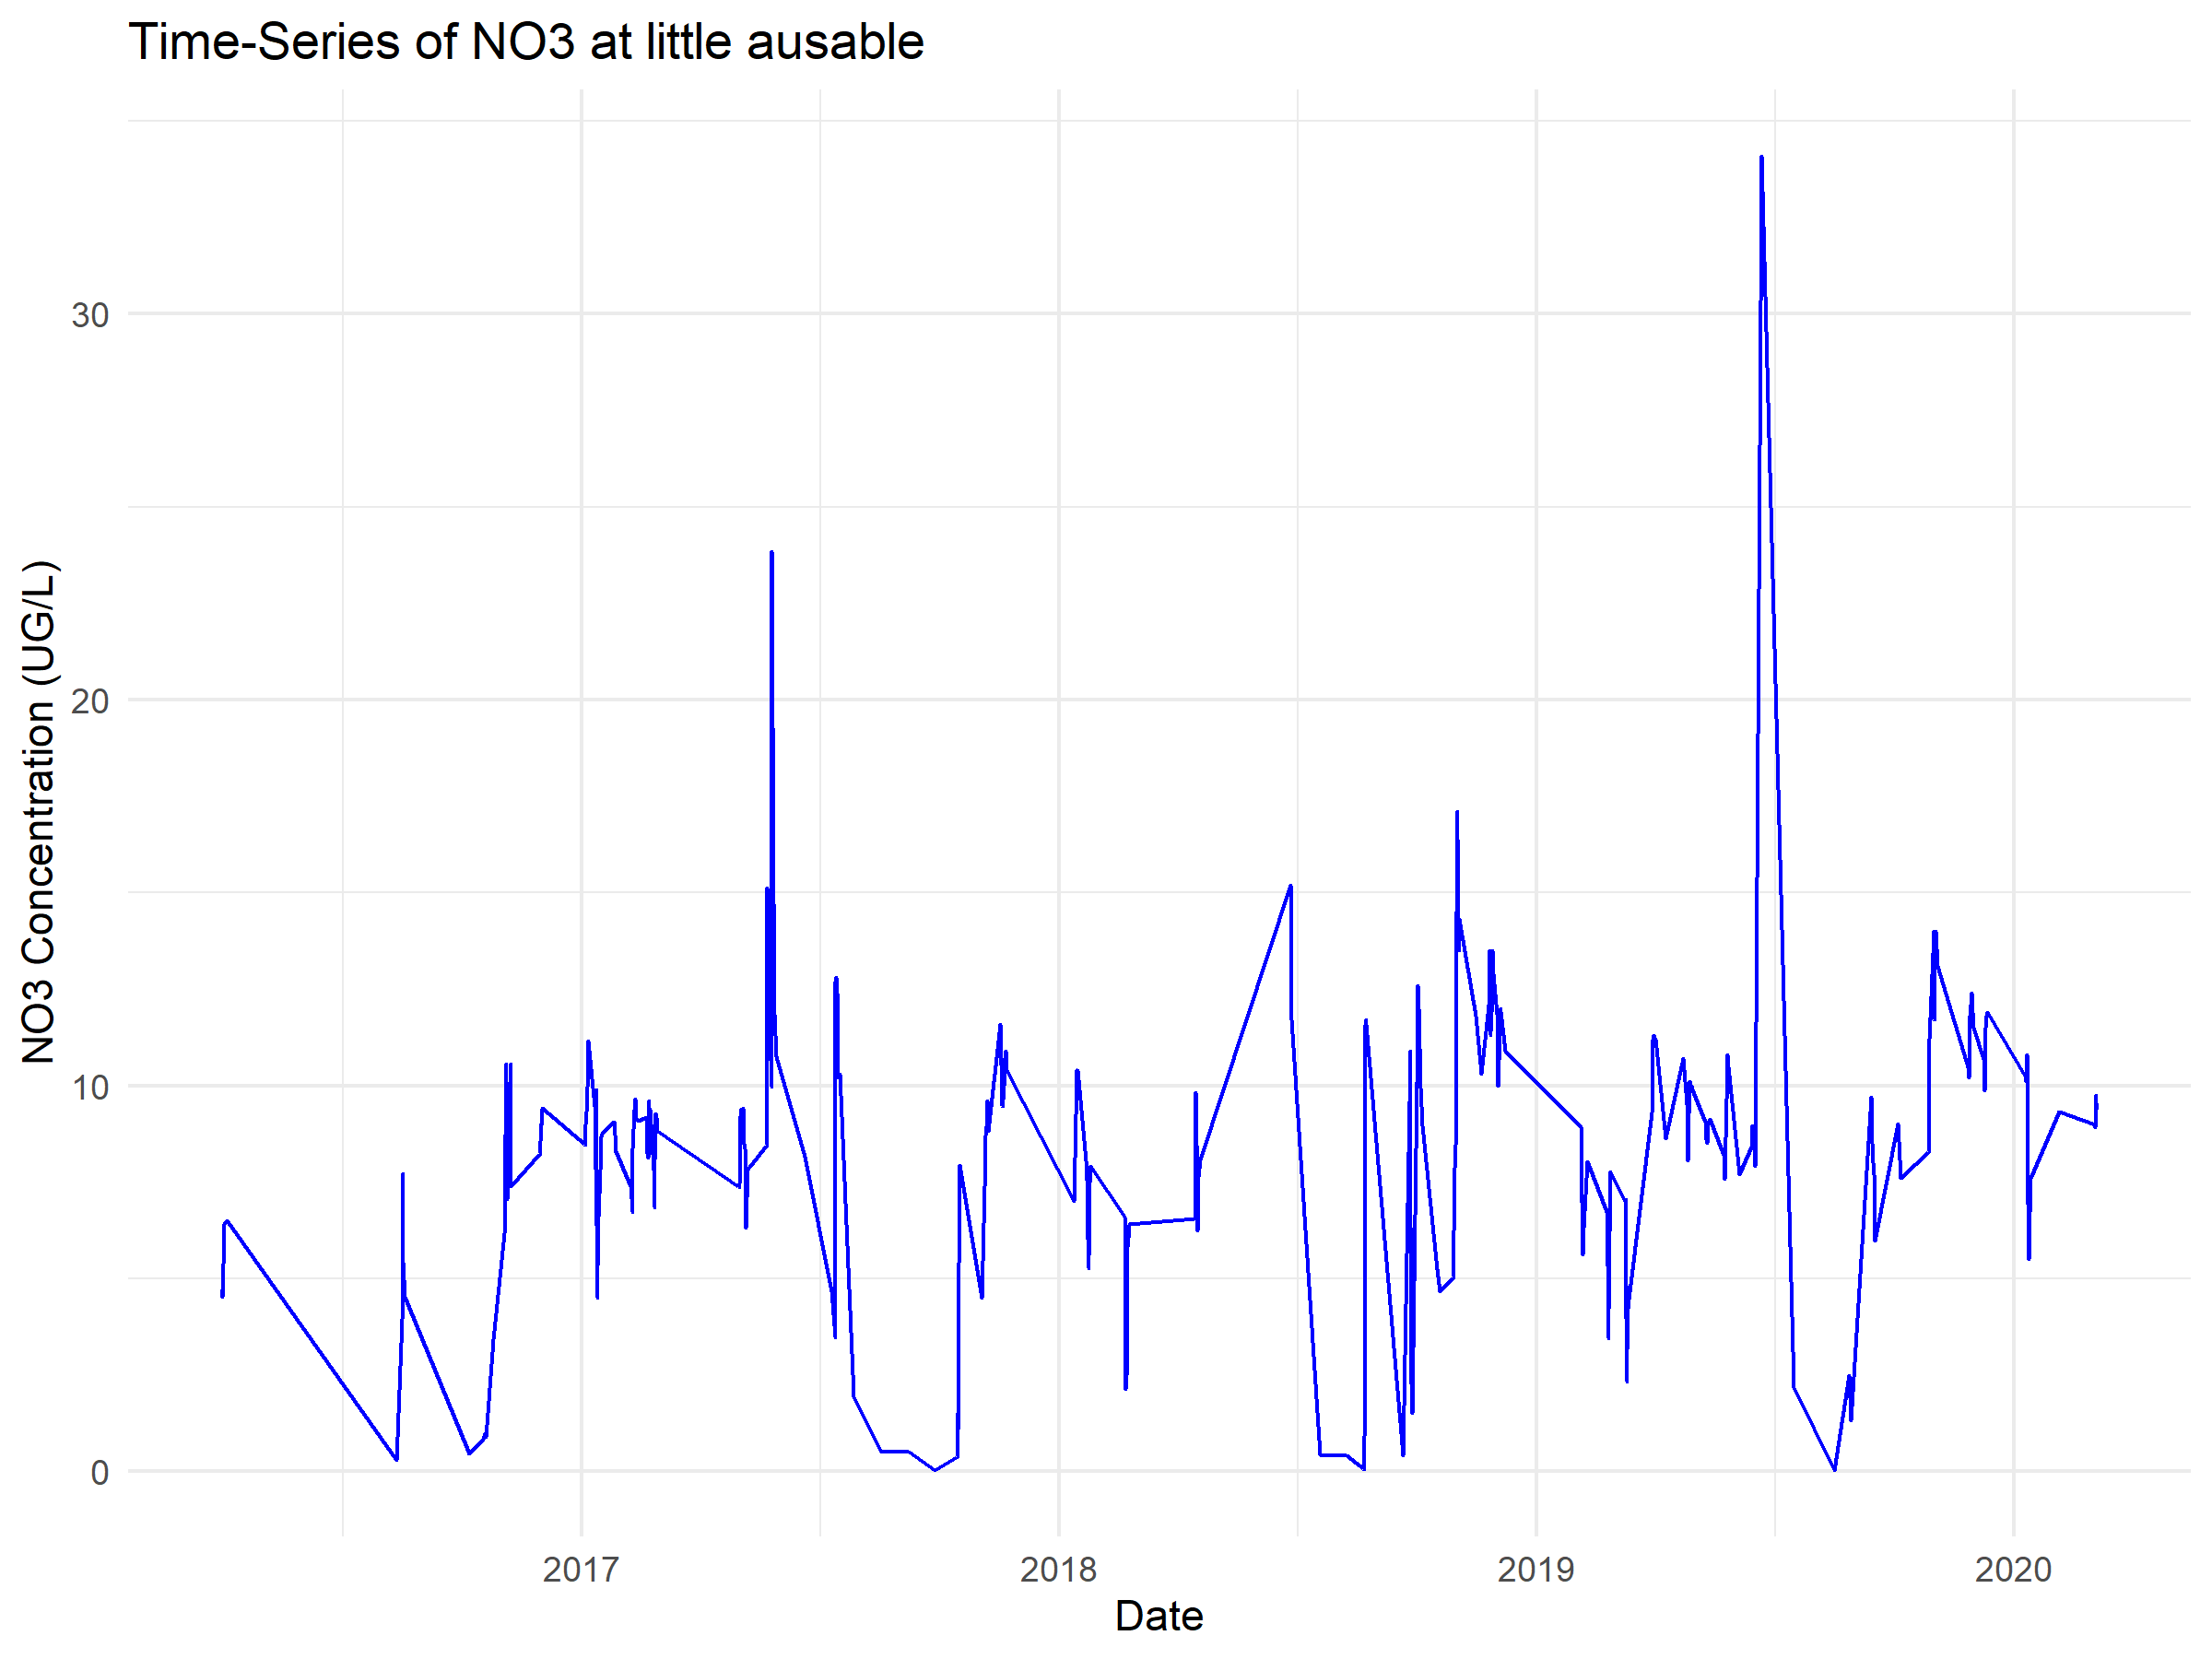 Time-Series of NO3 at little ausable
NO3 Concentration (UG/L)
30
20
10
0
2017
2018
2019
2020
Date